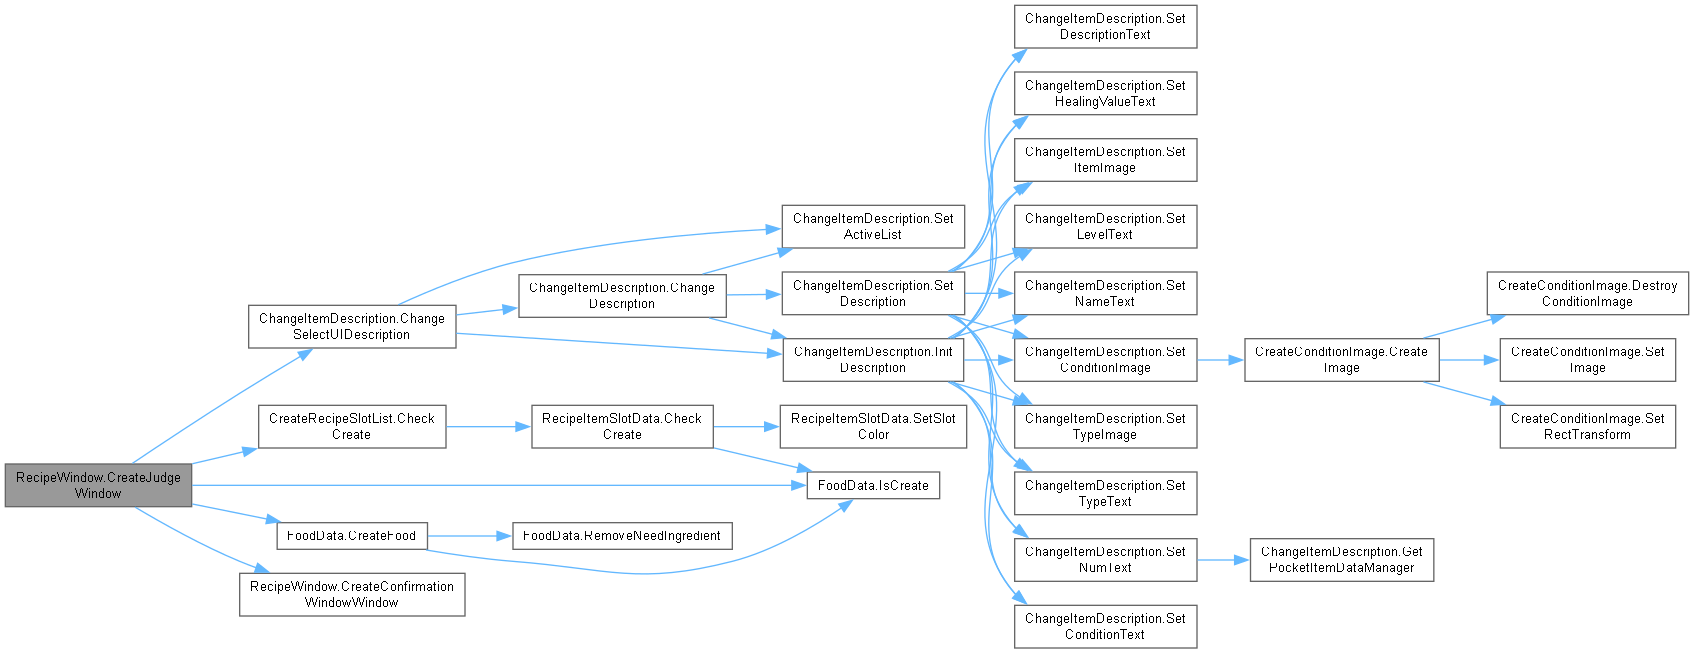 ChangeItemDescription.Set
DescriptionText
ChangeItemDescription.Set
HealingValueText
ChangeItemDescription.Set
ItemImage
ChangeItemDescription.Set
ActiveList
ChangeItemDescription.Set
LevelText
ChangeItemDescription.Change
Description
ChangeItemDescription.Set
Description
ChangeItemDescription.Set
NameText
CreateConditionImage.Destroy
ConditionImage
ChangeItemDescription.Change
SelectUIDescription
ChangeItemDescription.Init
Description
ChangeItemDescription.Set
ConditionImage
CreateConditionImage.Create
Image
CreateConditionImage.Set
Image
CreateRecipeSlotList.Check
Create
RecipeItemSlotData.Check
Create
RecipeItemSlotData.SetSlot
Color
ChangeItemDescription.Set
TypeImage
CreateConditionImage.Set
RectTransform
RecipeWindow.CreateJudge
Window
FoodData.IsCreate
ChangeItemDescription.Set
TypeText
FoodData.CreateFood
FoodData.RemoveNeedIngredient
ChangeItemDescription.Set
NumText
ChangeItemDescription.Get
PocketItemDataManager
RecipeWindow.CreateConfirmation
WindowWindow
ChangeItemDescription.Set
ConditionText